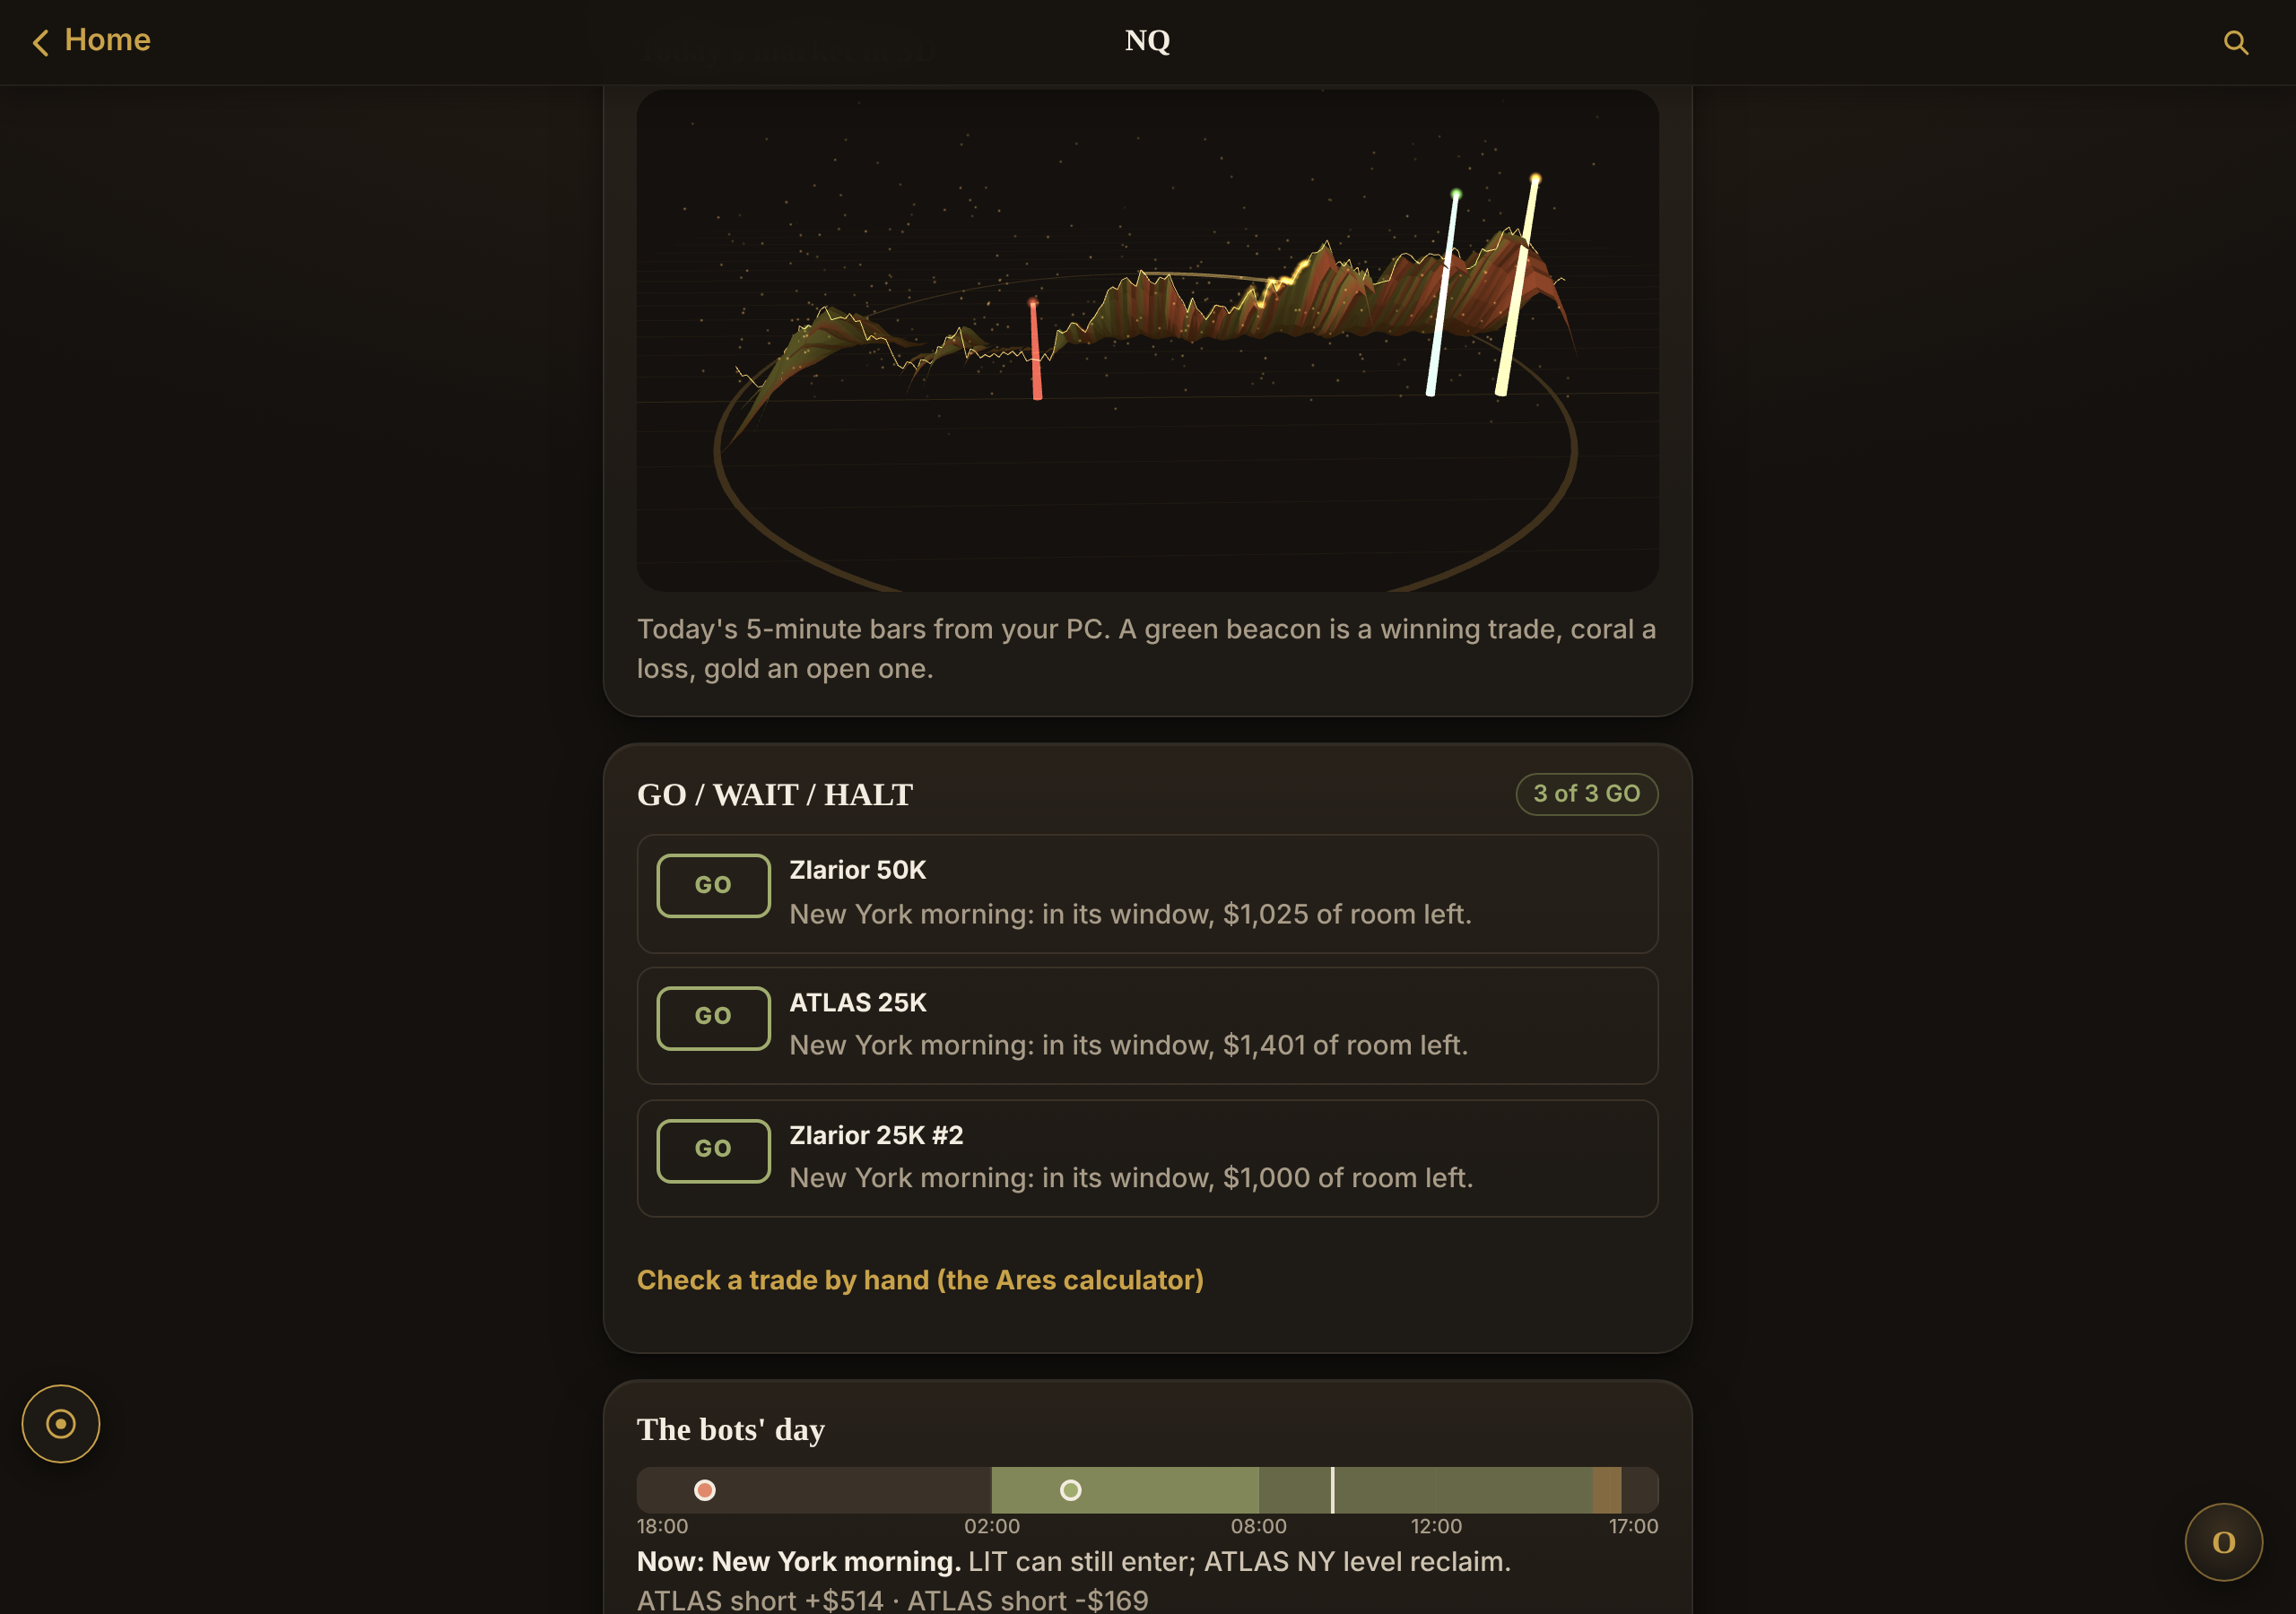 Home
NQ
Today's 5-minute bars from your PC. A green beacon is a winning trade, coral a
loss, gold an open one.
GO / WAIT / HALT
3 of 3 GO
GO
Zlarior 50K
New York morning: in its window, $1,025 of room left.
GO
ATLAS 25K
New York morning: in its window, $1,401 of room left.
GO
Zlarior 25K #2
New York morning: in its window, $1,000 of room left.
Check a trade by hand (the Ares calculator)
The bots' day
18:00 02:00 08:00 12:00 17:00
Now: New York morning. LIT can still enter; ATLAS NY level reclaim.
ATLAS short +$514 · ATLAS short -$169
O